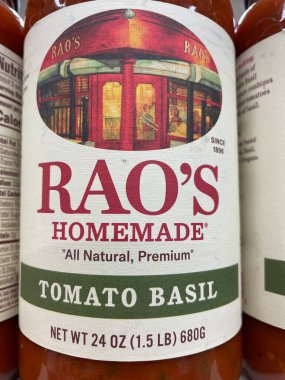 RAO'S
RAO'S
SINCE
1896
RAO'S
HOMEMADE®
"All Natural, Premium"
TOMATO BASIL
NET WT 24 OZ (1.5 LB) 680G